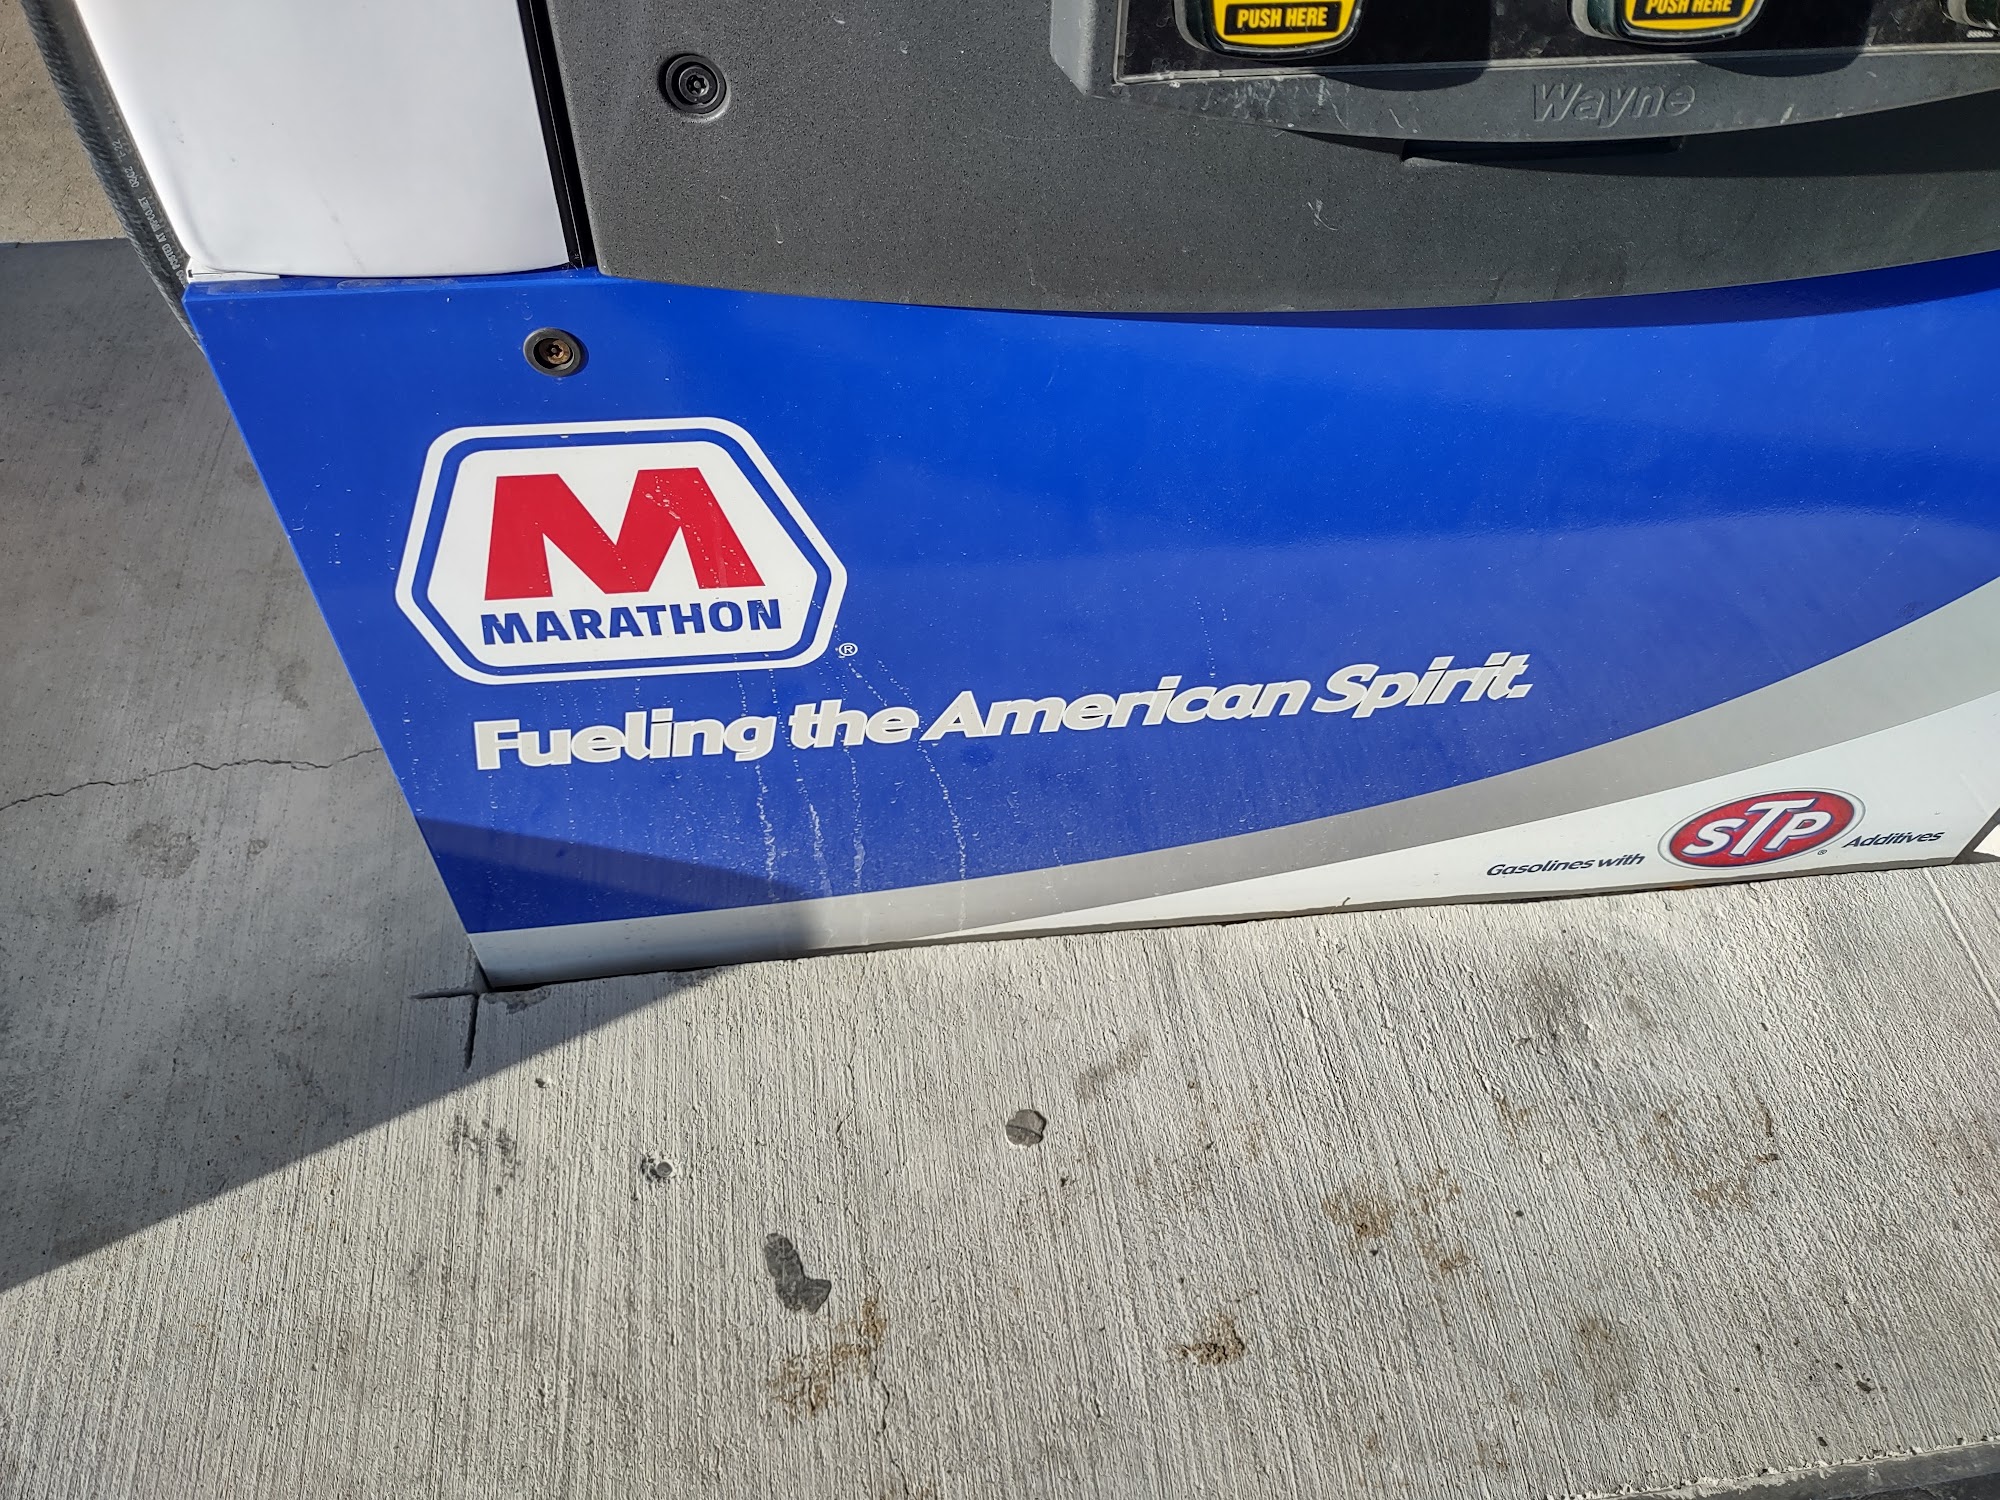 PUSH HERE
PUSH HERE
Wayne
M
MARATHON
®
Fueling the American Spirit.
Gasolines with STP® Additives